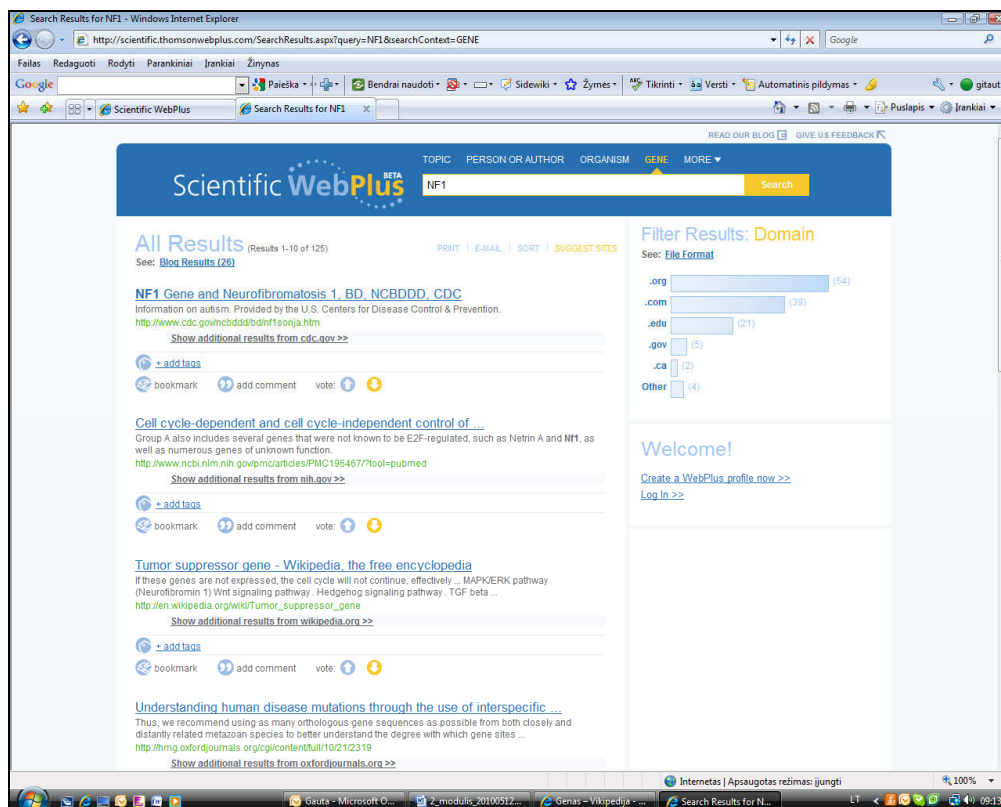 Search Results for NF1 - Windows Internet Explorer
http://scientific.thomsonwebplus.com/SearchResults.aspx?query=NF1&searchContext=GENE
Google
Failas Redaguoti Rodyti Parankiniai Įrankiai Žinynas
Google Paieška Bendrai naudoti Sidewiki Žymės Tikrinti Versti Automatinis pildymas gitaut
Scientific WebPlus Search Results for NF1 X Puslapis Įrankiai
READ OUR BLOG GIVE US FEEDBACK
TOPIC PERSON OR AUTHOR ORGANISM GENE MORE
Scientific WebPlus BETA
NF1 Search
All Results (Results 1-10 of 125) PRINT E-MAIL SORT SUGGEST SITES
See: Blog Results (26)
NF1 Gene and Neurofibromatosis 1, BD, NCBDDD, CDC
Information on autism. Provided by the U.S. Centers for Disease Control & Prevention.
http://www.cdc.gov/ncbddd/bd/nf1sonja.htm
Show additional results from cdc.gov >>
+ add tags
bookmark add comment vote:
Cell cycle-dependent and cell cycle-independent control of ...
Group A also includes several genes that were not known to be E2F-regulated, such as Netrin A and Nf1, as
well as numerous genes of unknown function.
http://www.ncbi.nlm.nih.gov/pmc/articles/PMC196467/?tool=pubmed
Show additional results from nih.gov >>
+ add tags
bookmark add comment vote:
Tumor suppressor gene - Wikipedia, the free encyclopedia
If these genes are not expressed, the cell cycle will not continue, effectively ... MAPK/ERK pathway
(Neurofibromin 1) Wnt signaling pathway . Hedgehog signaling pathway . TGF beta ...
http://en.wikipedia.org/wiki/Tumor_suppressor_gene
Show additional results from wikipedia.org >>
+ add tags
bookmark add comment vote:
Understanding human disease mutations through the use of interspecific ...
Thus, we recommend using as many orthologous gene sequences as possible from both closely and
distantly related metazoan species to better understand the degree with which gene sites ...
http://hmg.oxfordjournals.org/cgi/content/full/10/21/2319
Show additional results from oxfordjournals.org >>
Filter Results: Domain
See: File Format
.org (54)
.com (39)
.edu (21)
.gov (5)
.ca (2)
Other (4)
Welcome!
Create a WebPlus profile now >>
Log In >>
Internetas | Apsaugotas režimas: įjungti 100%
Gauta - Microsoft O... 2_modulis_20100512... Genas – Vikipedija - ... Search Results for N... LT 09:13